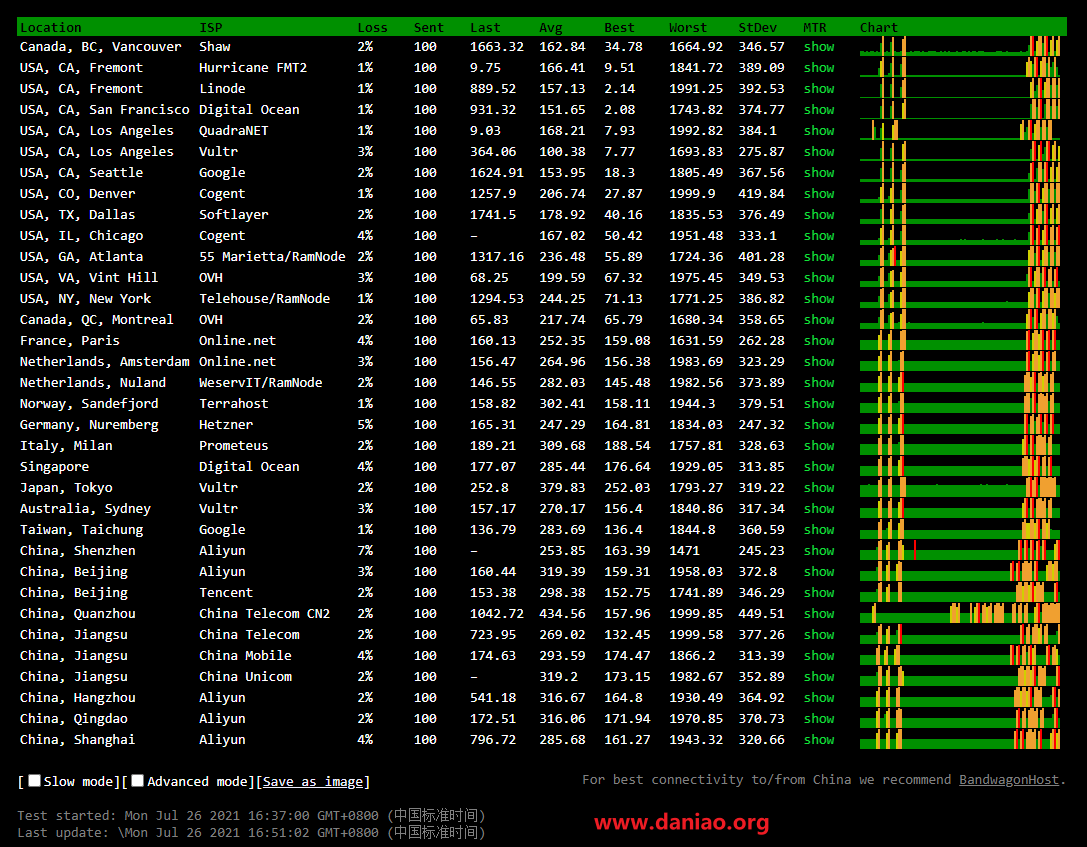 Location ISP Loss Sent Last Avg Best Worst StDev MTR Chart
Canada, BC, Vancouver Shaw 2% 100 1663.32 162.84 34.78 1664.92 346.57 show
USA, CA, Fremont Hurricane FMT2 1% 100 9.75 166.41 9.51 1841.72 389.09 show
USA, CA, Fremont Linode 1% 100 889.52 157.13 2.14 1991.25 392.53 show
USA, CA, San Francisco Digital Ocean 1% 100 931.32 151.65 2.08 1743.82 374.77 show
USA, CA, Los Angeles QuadraNET 1% 100 9.03 168.21 7.93 1992.82 384.1 show
USA, CA, Los Angeles Vultr 3% 100 364.06 100.38 7.77 1693.83 275.87 show
USA, CA, Seattle Google 2% 100 1624.91 153.95 18.3 1805.49 367.56 show
USA, CO, Denver Cogent 1% 100 1257.9 206.74 27.87 1999.9 419.84 show
USA, TX, Dallas Softlayer 2% 100 1741.5 178.92 40.16 1835.53 376.49 show
USA, IL, Chicago Cogent 4% 100 – 167.02 50.42 1951.48 333.1 show
USA, GA, Atlanta 55 Marietta/RamNode 2% 100 1317.16 236.48 55.89 1724.36 401.28 show
USA, VA, Vint Hill OVH 3% 100 68.25 199.59 67.32 1975.45 349.53 show
USA, NY, New York Telehouse/RamNode 1% 100 1294.53 244.25 71.13 1771.25 386.82 show
Canada, QC, Montreal OVH 2% 100 65.83 217.74 65.79 1680.34 358.65 show
France, Paris Online.net 4% 100 160.13 252.35 159.08 1631.59 262.28 show
Netherlands, Amsterdam Online.net 3% 100 156.47 264.96 156.38 1983.69 323.29 show
Netherlands, Nuland WeservIT/RamNode 2% 100 146.55 282.03 145.48 1982.56 373.89 show
Norway, Sandefjord Terrahost 1% 100 158.82 302.41 158.11 1944.3 379.51 show
Germany, Nuremberg Hetzner 5% 100 165.31 247.29 164.81 1834.03 247.32 show
Italy, Milan Prometeus 2% 100 189.21 309.68 188.54 1757.81 328.63 show
Singapore Digital Ocean 4% 100 177.07 285.44 176.64 1929.05 313.85 show
Japan, Tokyo Vultr 2% 100 252.8 379.83 252.03 1793.27 319.22 show
Australia, Sydney Vultr 3% 100 157.17 270.17 156.4 1840.86 317.34 show
Taiwan, Taichung Google 1% 100 136.79 283.69 136.4 1844.8 360.59 show
China, Shenzhen Aliyun 7% 100 – 253.85 163.39 1471 245.23 show
China, Beijing Aliyun 3% 100 160.44 319.39 159.31 1958.03 372.8 show
China, Beijing Tencent 2% 100 153.38 298.38 152.75 1741.89 346.29 show
China, Quanzhou China Telecom CN2 2% 100 1042.72 434.56 157.96 1999.85 449.51 show
China, Jiangsu China Telecom 2% 100 723.95 269.02 132.45 1999.58 377.26 show
China, Jiangsu China Mobile 4% 100 174.63 293.59 174.47 1866.2 313.39 show
China, Jiangsu China Unicom 2% 100 – 319.2 173.15 1982.67 352.89 show
China, Hangzhou Aliyun 2% 100 541.18 316.67 164.8 1930.49 364.92 show
China, Qingdao Aliyun 2% 100 172.51 316.06 171.94 1970.85 370.73 show
China, Shanghai Aliyun 4% 100 796.72 285.68 161.27 1943.32 320.66 show
[Slow mode][Advanced mode][Save as image] For best connectivity to/from China we recommend BandwagonHost.
Test started: Mon Jul 26 2021 16:37:00 GMT+0800 (中国标准时间)
Last update: \Mon Jul 26 2021 16:51:02 GMT+0800 (中国标准时间)
www.daniao.org